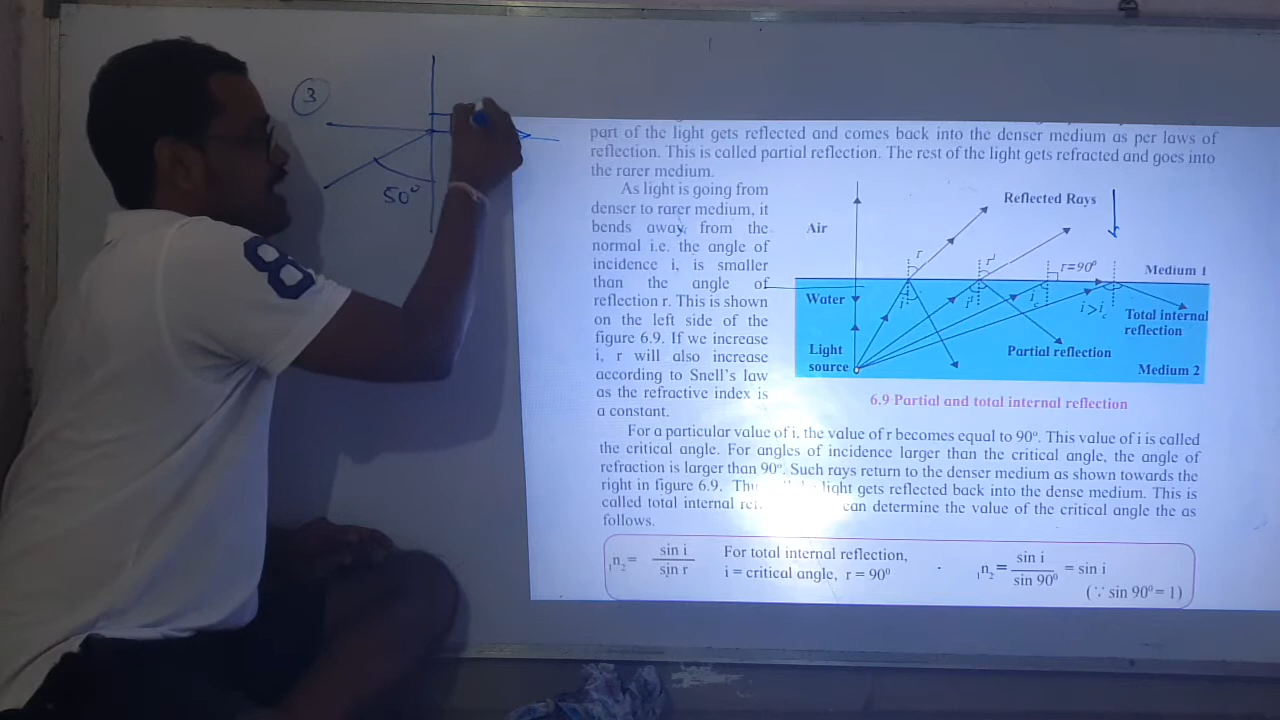 3
50°
8
part of the light gets reflected and comes back into the denser medium as per laws of
reflection. This is called partial reflection. The rest of the light gets refracted and goes into
the rarer medium.
As light is going from
denser to rarer medium, it
bends away from the
normal i.e. the angle of
incidence i, is smaller
than the angle of
reflection r. This is shown
on the left side of the
figure 6.9. If we increase
i, r will also increase
according to Snell's law
as the refractive index is
a constant.
Reflected Rays
Air
r
r¹
r=90°
Medium 1
Water
i
i¹
i c
i > i c
Total internal
reflection
Light
source
Partial reflection
Medium 2
6.9 Partial and total internal reflection
For a particular value of i, the value of r becomes equal to 90°. This value of i is called
the critical angle. For angles of incidence larger than the critical angle, the angle of
refraction is larger than 90°. Such rays return to the denser medium as shown towards the
right in figure 6.9. light gets reflected back into the dense medium. This is
called total internal can determine the value of the critical angle the as
follows.
₁n₂ = sin i / sin r
For total internal reflection,
i = critical angle, r = 90°
₁n₂ = sin i / sin 90° = sin i
(∵ sin 90° = 1)